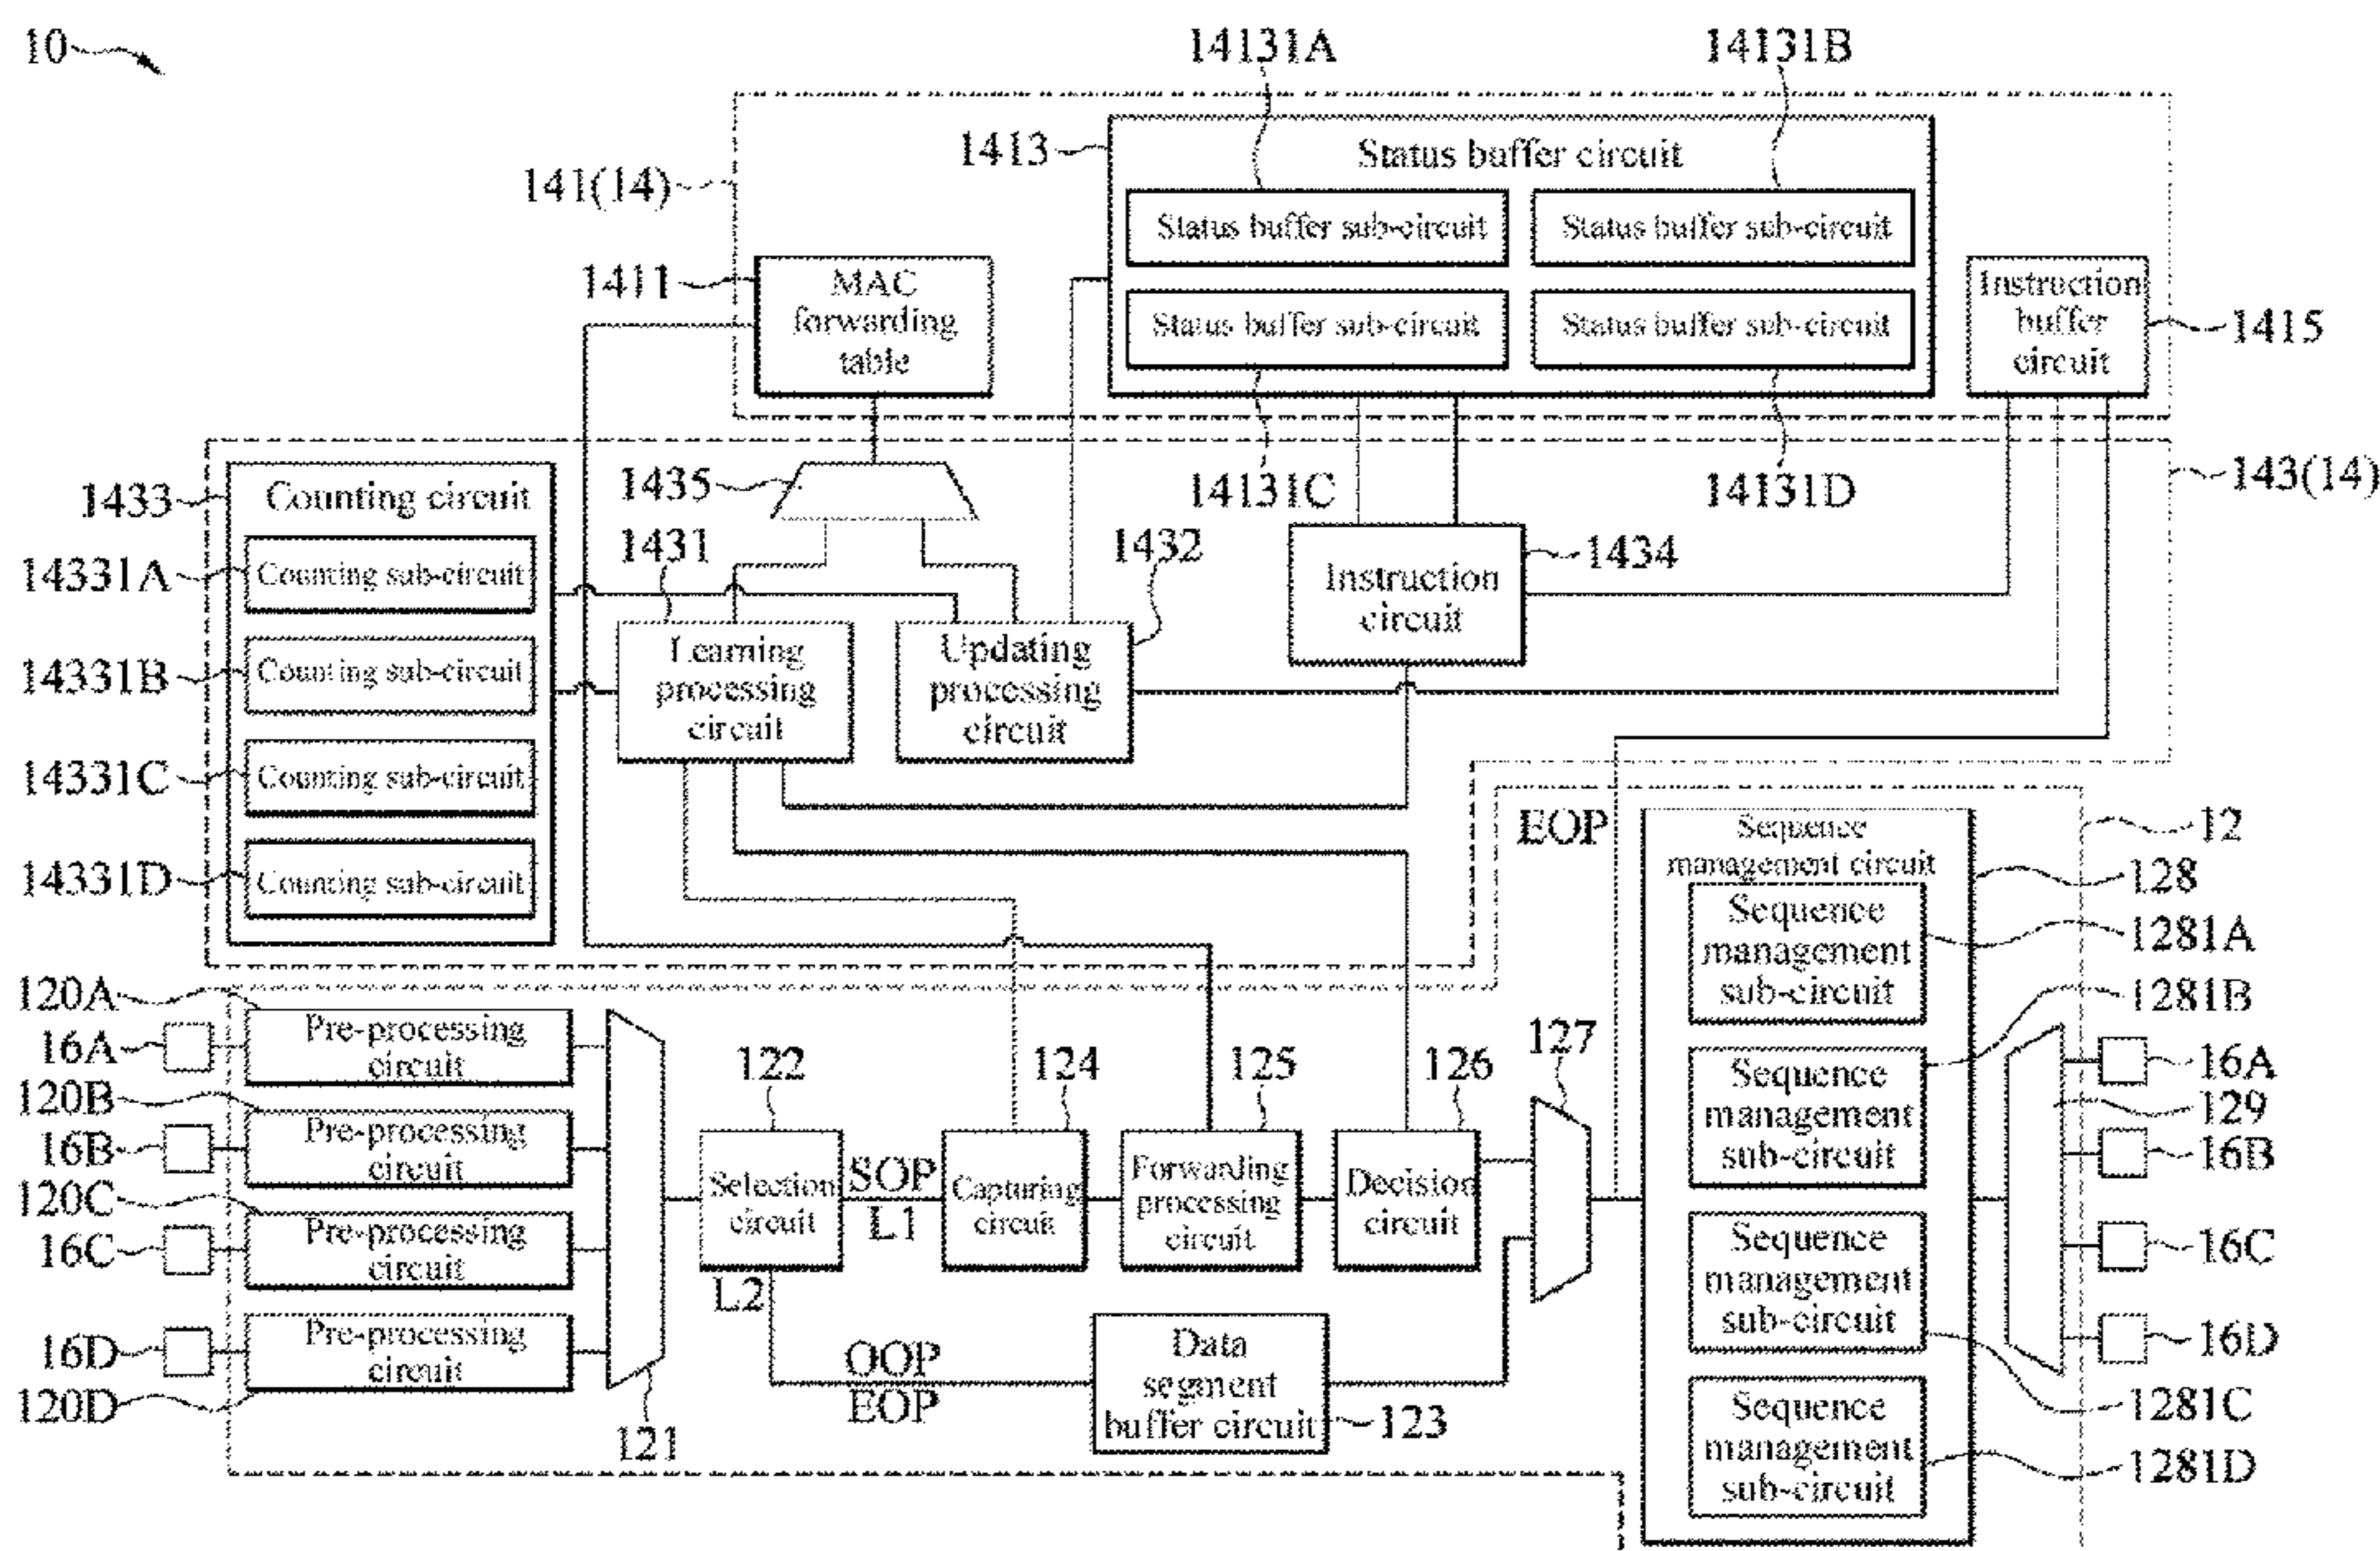 10
14131A
14131B
1413
Status buffer circuit
141(14)
Status buffer sub-circuit
Status buffer sub-circuit
1411
MAC
forwarding
table
Status buffer sub-circuit
Status buffer sub-circuit
Instruction
buffer
circuit
1415
1433
Counting circuit
1435
14131C
14131D
143(14)
1431
1432
1434
14331A
Counting sub-circuit
Instruction
circuit
14331B
Counting sub-circuit
Learning
processing
circuit
Updating
processing
circuit
14331C
Counting sub-circuit
14331D
Counting sub-circuit
EOP
Sequence
management circuit
12
128
Sequence
management
sub-circuit
1281A
1281B
120A
16A
Pre-processing
circuit
120B
16B
Pre-processing
circuit
120C
16C
Pre-processing
circuit
16D
Pre-processing
circuit
120D
121
122
124
125
126
127
Selection
circuit
SOP
L1
Capturing
circuit
Forwarding
processing
circuit
Decision
circuit
L2
OOP
EOP
Data
segment
buffer circuit
123
Sequence
management
sub-circuit
Sequence
management
sub-circuit
Sequence
management
sub-circuit
16A
129
16B
16C
16D
1281C
1281D